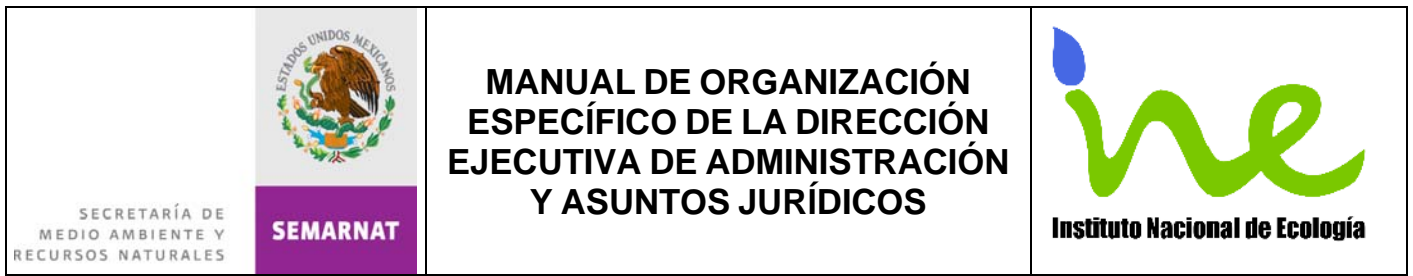 ESTADOS UNIDOS MEXICANOS
SECRETARÍA DE
MEDIO AMBIENTE Y
RECURSOS NATURALES
SEMARNAT
MANUAL DE ORGANIZACIÓN
ESPECÍFICO DE LA DIRECCIÓN
EJECUTIVA DE ADMINISTRACIÓN
Y ASUNTOS JURÍDICOS
ine
Instituto Nacional de Ecología